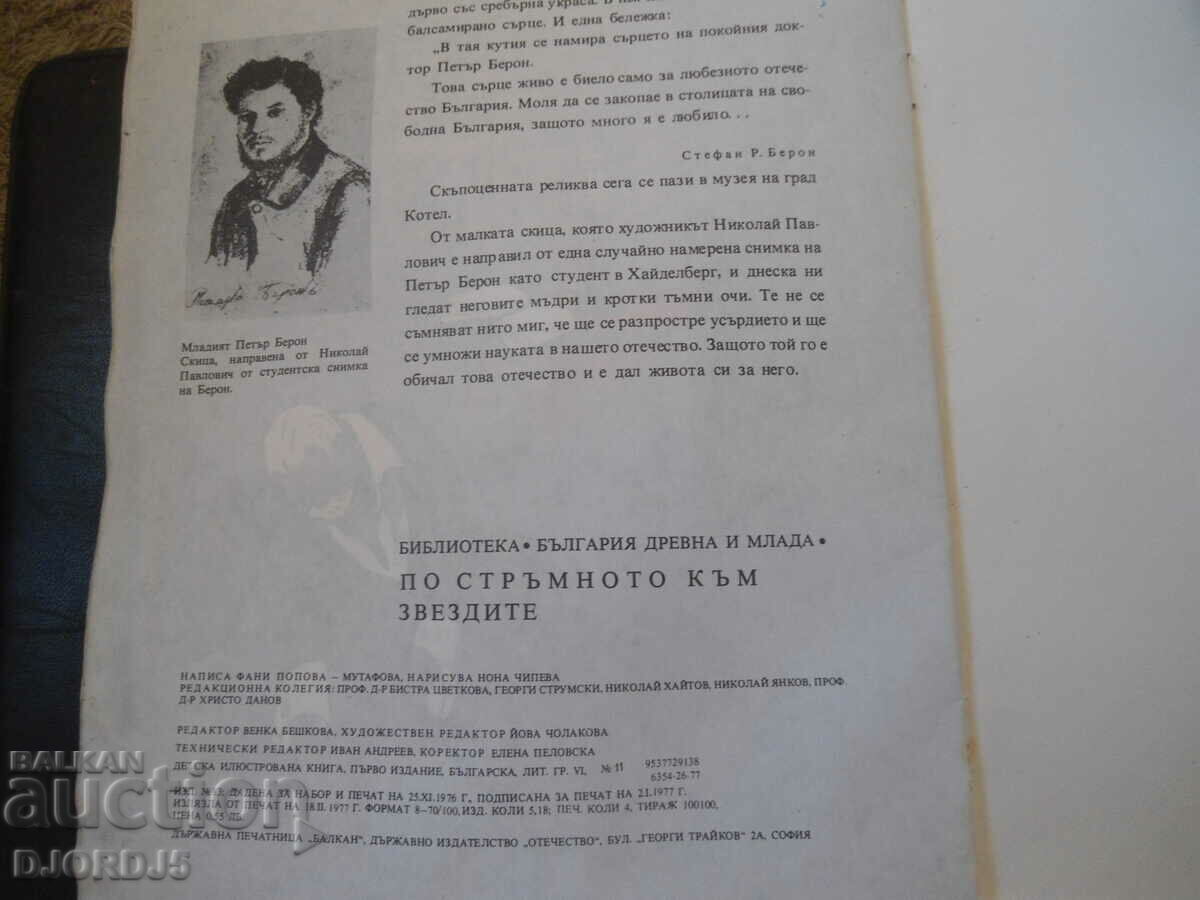 дърво със сребърна украса. В
балсамирано сърце. И една бележка:
„В тая кутия се намира сърцето на покойния док-
тор Петър Берон.
Това сърце живо е биело само за любезното отече-
ство България. Моля да се закопае в столицата на сво-
бодна България, защото много я е любило. . .
Стефан Р. Берон
Скъпоценната реликва сега се пази в музея на град
Котел.
От малката скица, която художникът Николай Пав-
лович е направил от една случайно намерена снимка на
Петър Берон като студент в Хайделберг, и днеска ни
гледат неговите мъдри и кротки тъмни очи. Те не се
съмняват нито миг, че ще се разпростре усърдието и ще
се умножи науката в нашето отечество. Защото той го е
обичал това отечество и е дал живота си за него.
Младият Петър Берон
Скица, направена от Николай
Павлович от студентска снимка
на Берон.
БИБЛИОТЕКА • БЪЛГАРИЯ ДРЕВНА И МЛАДА •
ПО СТРЪМНОТО КЪМ
ЗВЕЗДИТЕ
НАПИСА ФАНИ ПОПОВА – МУТАФОВА, НАРИСУВА НОНА ЧИПЕВА
РЕДАКЦИОННА КОЛЕГИЯ: ПРОФ. Д-Р БИСТРА ЦВЕТКОВА, ГЕОРГИ СТРУМСКИ, НИКОЛАЙ ХАЙТОВ, НИКОЛАЙ ЯНКОВ, ПРОФ.
Д-Р ХРИСТО ДАНОВ
РЕДАКТОР ВЕНКА БЕШКОВА, ХУДОЖЕСТВЕН РЕДАКТОР ЙОВА ЧОЛАКОВА
ТЕХНИЧЕСКИ РЕДАКТОР ИВАН АНДРЕЕВ, КОРЕКТОР ЕЛЕНА ПЕЛОВСКА
ДЕТСКА ИЛЮСТРОВАНА КНИГА, ПЪРВО ИЗДАНИЕ, БЪЛГАРСКА, ЛИТ. ГР. VI, № 11 9537729138
6354-26-77
ИЗД. ДАДЕНА ЗА НАБОР И ПЕЧАТ НА 25.XI.1976 Г., ПОДПИСАНА ЗА ПЕЧАТ НА 2.I.1977 Г.
ИЗЛЯЗЛА ОТ ПЕЧАТ НА 18.II.1977 Г. ФОРМАТ 8–70/100, ИЗД. КОЛИ 5,18; ПЕЧ. КОЛИ 4, ТИРАЖ 100100,
ЦЕНА 0,55 ЛВ.
ДЪРЖАВНА ПЕЧАТНИЦА „БАЛКАН", ДЪРЖАВНО ИЗДАТЕЛСТВО „ОТЕЧЕСТВО", БУЛ. „ГЕОРГИ ТРАЙКОВ" 2А, СОФИЯ
BALKAN
auction
DJORDJ5